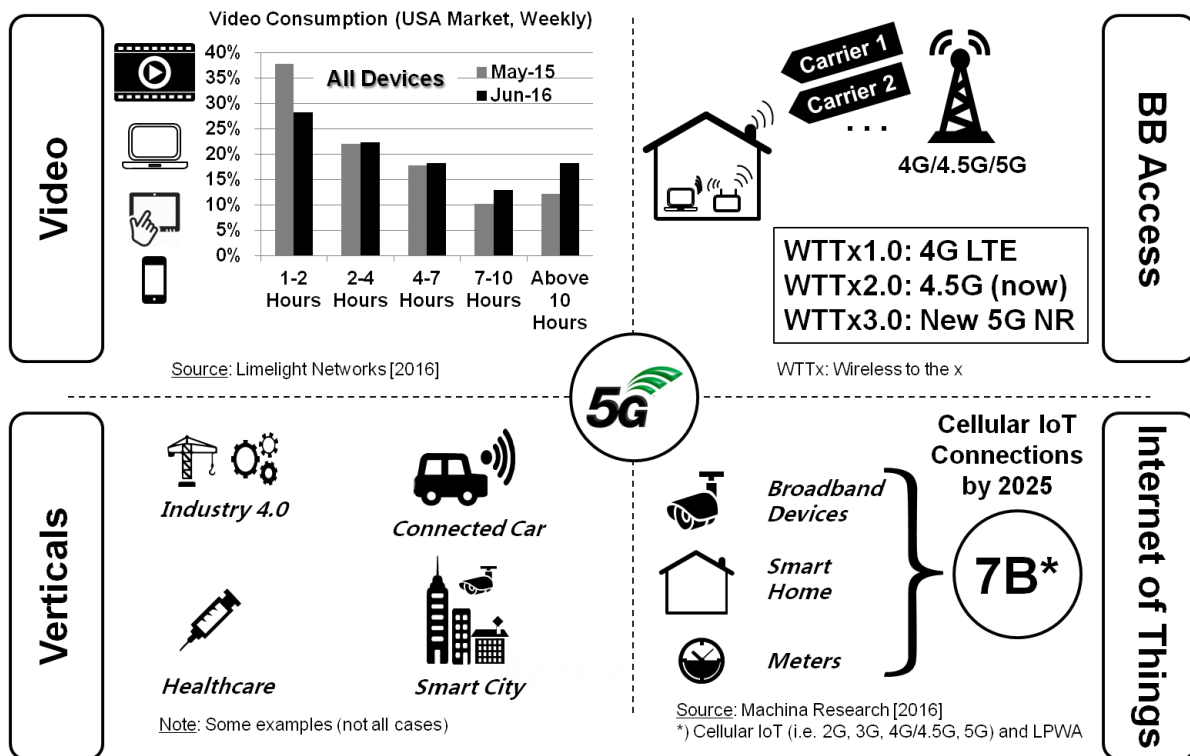 Video
Video Consumption (USA Market, Weekly)
40%
35%
30%
25%
20%
15%
10%
5%
0%
All Devices
May-15
Jun-16
1-2 Hours
2-4 Hours
4-7 Hours
7-10 Hours
Above 10 Hours
Source: Limelight Networks [2016]
BB Access
Carrier 1
Carrier 2
...
4G/4.5G/5G
WTTx1.0: 4G LTE
WTTx2.0: 4.5G (now)
WTTx3.0: New 5G NR
WTTx: Wireless to the x
5G
Verticals
Industry 4.0
Connected Car
Healthcare
Smart City
Note: Some examples (not all cases)
Internet of Things
Cellular IoT
Connections
by 2025
Broadband
Devices
Smart
Home
Meters
7B*
Source: Machina Research [2016]
*) Cellular IoT (i.e. 2G, 3G, 4G/4.5G, 5G) and LPWA